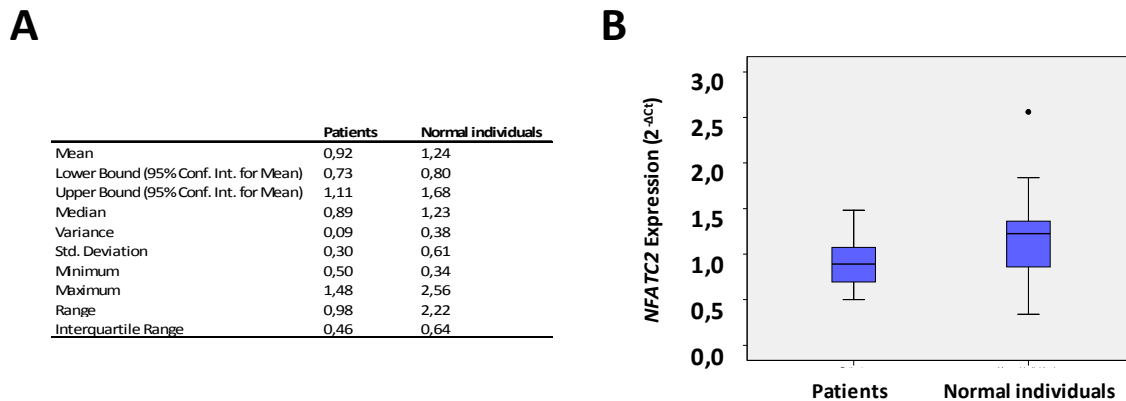 A
Patients Normal individuals
Mean 0,92 1,24
Lower Bound (95% Conf. Int. for Mean) 0,73 0,80
Upper Bound (95% Conf. Int. for Mean) 1,11 1,68
Median 0,89 1,23
Variance 0,09 0,38
Std. Deviation 0,30 0,61
Minimum 0,50 0,34
Maximum 1,48 2,56
Range 0,98 2,22
Interquartile Range 0,46 0,64
B
NFATC2 Expression (2^-ΔCt)
3,0
2,5
2,0
1,5
1,0
0,5
0,0
Patients Normal individuals